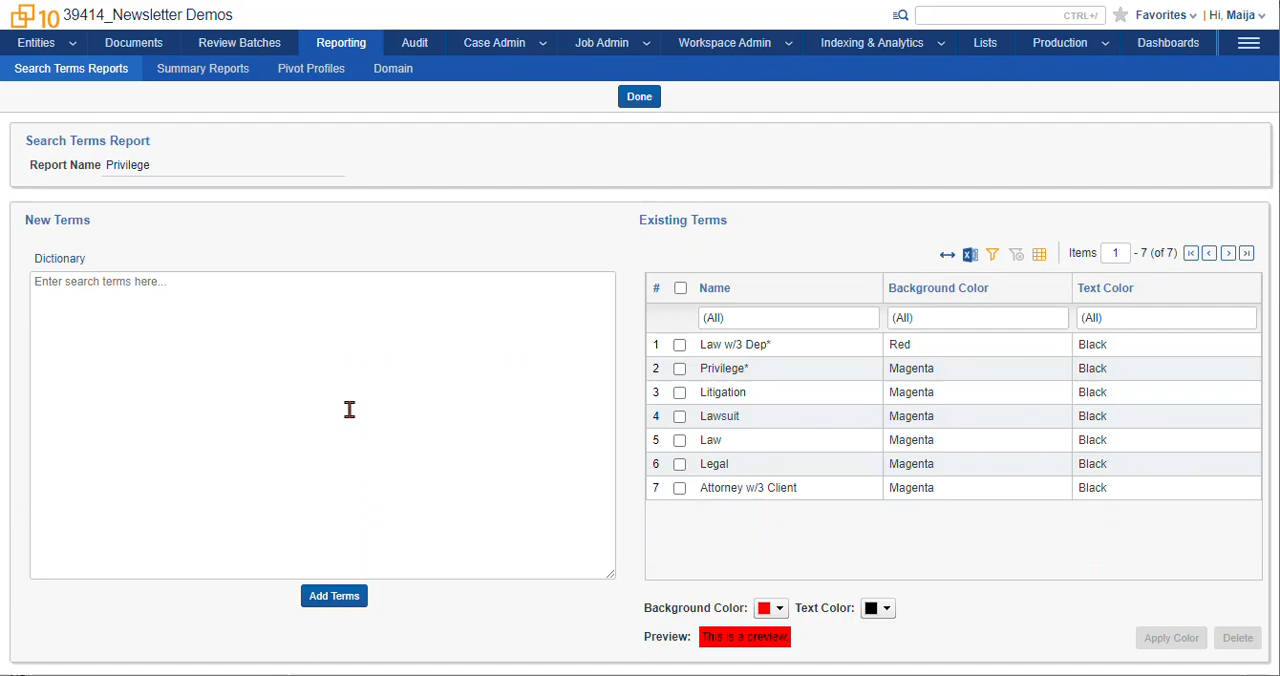 10 39414_Newsletter Demos
CTRL+/ Favorites | Hi, Maija
Entities Documents Review Batches Reporting Audit Case Admin Job Admin Workspace Admin Indexing & Analytics Lists Production Dashboards
Search Terms Reports Summary Reports Pivot Profiles Domain
Done
Search Terms Report
Report Name Privilege
New Terms
Dictionary
Enter search terms here...
Add Terms
Existing Terms
Items 1 - 7 (of 7)
# Name Background Color Text Color
(All) (All) (All)
1 Law w/3 Dep* Red Black
2 Privilege* Magenta Black
3 Litigation Magenta Black
4 Lawsuit Magenta Black
5 Law Magenta Black
6 Legal Magenta Black
7 Attorney w/3 Client Magenta Black
Background Color: Text Color:
Preview: This is a preview.
Apply Color Delete